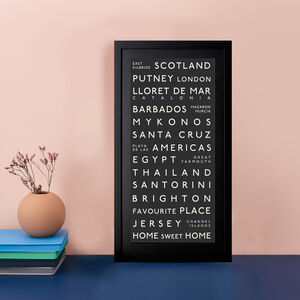 EAST KILBRIDE SCOTLAND
PUTNEY LONDON
LLORET DE MAR
CATALONIA
BARBADOS MAZARON MURCIA
MYKONOS
SANTA CRUZ
PLAYA DE LAS AMERICAS
EGYPT GREAT YARMOUTH
THAILAND
SANTORINI
BRIGHTON
FAVOURITE PLACE
JERSEY CHANNEL ISLANDS
HOME SWEET HOME